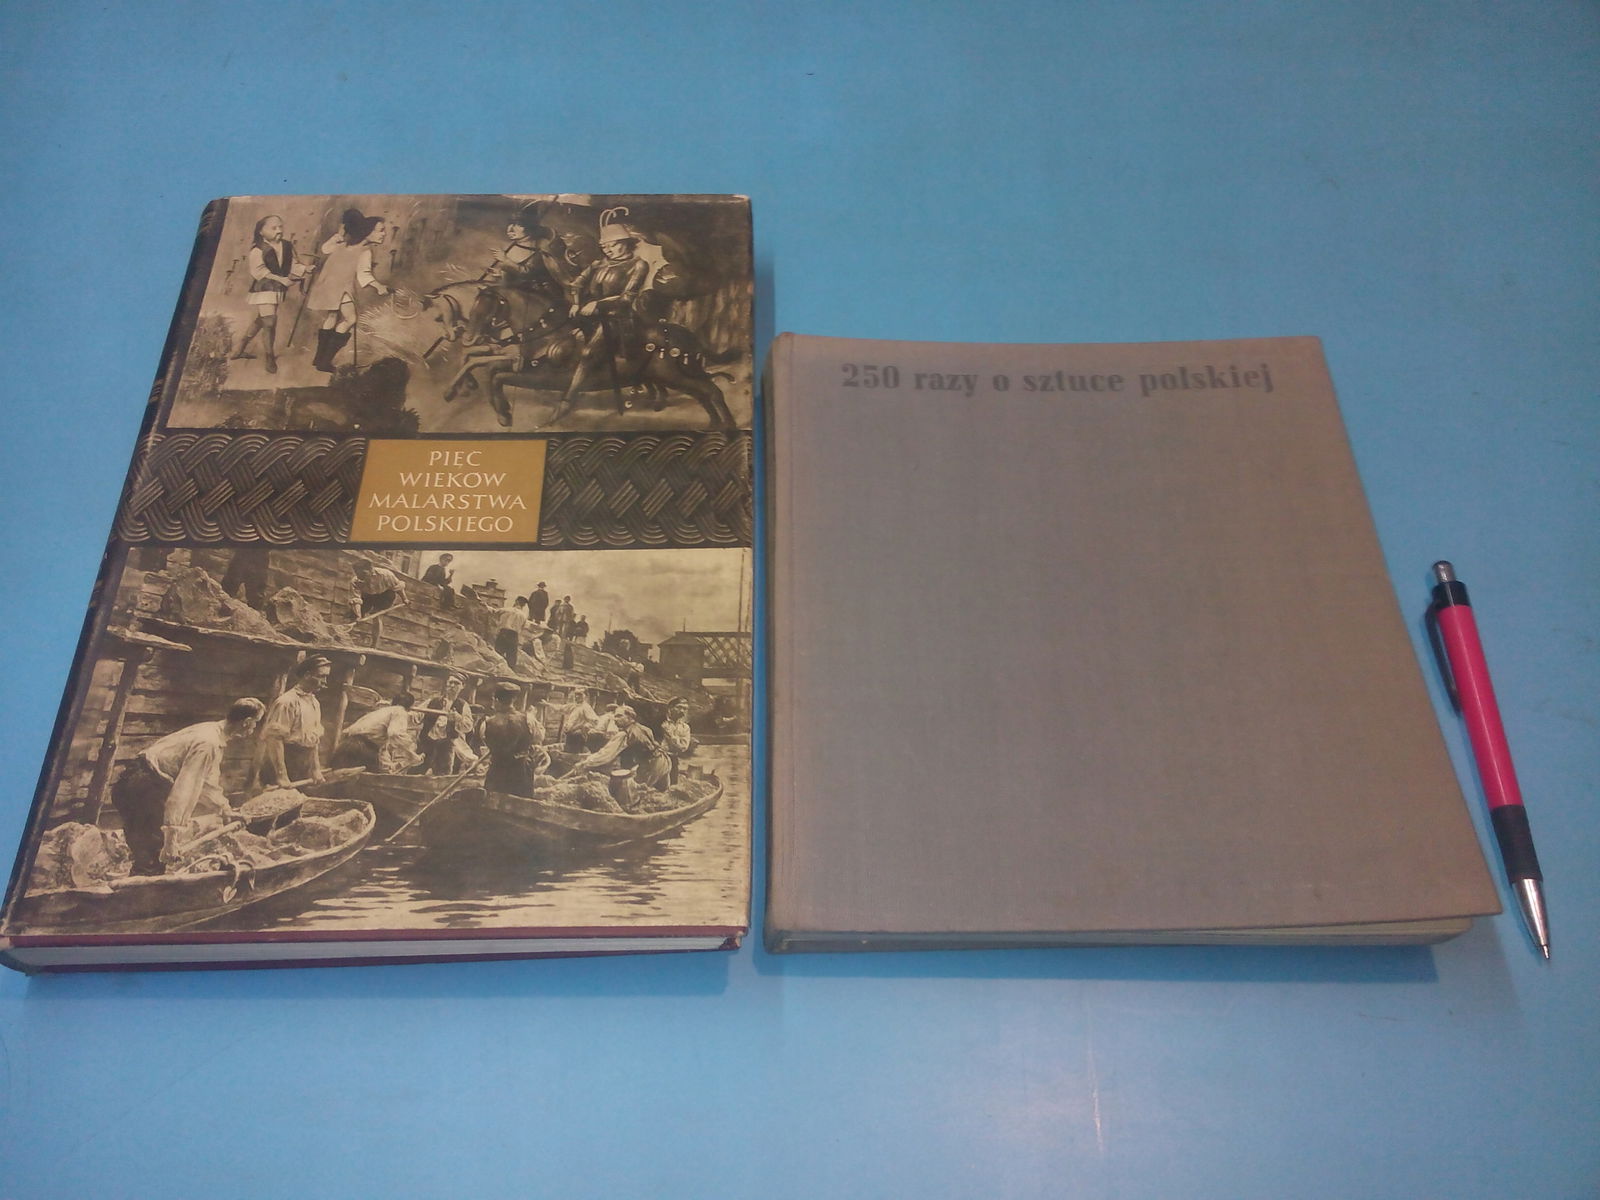 PIĘC
WIEKÓW
MALARSTWA
POLSKIEGO
250 razy o sztuce polskiej